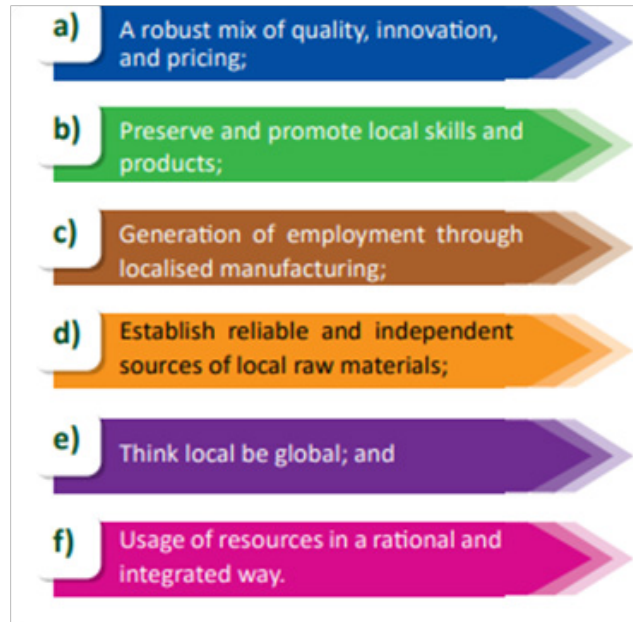 a) A robust mix of quality, innovation,
and pricing;
b) Preserve and promote local skills and
products;
c) Generation of employment through
localised manufacturing;
d) Establish reliable and independent
sources of local raw materials;
e) Think local be global; and
f) Usage of resources in a rational and
integrated way.